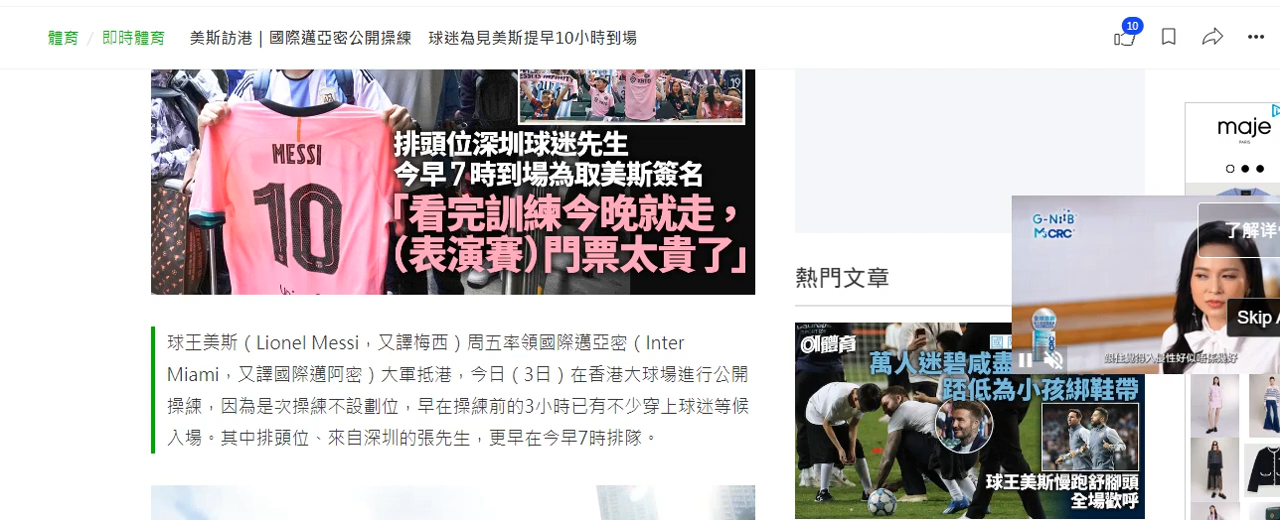 體育 / 即時體育 美斯訪港｜國際邁亞密公開操練 球迷為見美斯提早10小時到場
10
MESSI
10
排頭位深圳球迷先生
今早7時到場為取美斯簽名
「看完訓練今晚就走，
（表演賽）門票太貴了」
球王美斯（Lionel Messi，又譯梅西）周五率領國際邁亞密（Inter
Miami，又譯國際邁阿密）大軍抵港，今日（3日）在香港大球場進行公開
操練，因為是次操練不設劃位，早在操練前的3小時已有不少穿上球迷等候
入場。其中排頭位、來自深圳的張先生，更早在今早7時排隊。
maje
PARIS
G-NiiB
MCRC
了解详
Skip A
熱門文章
01體育
萬人迷碧咸盡
踎低為小孩綁鞋帶
球王美斯慢跑舒腳頭
全場歡呼